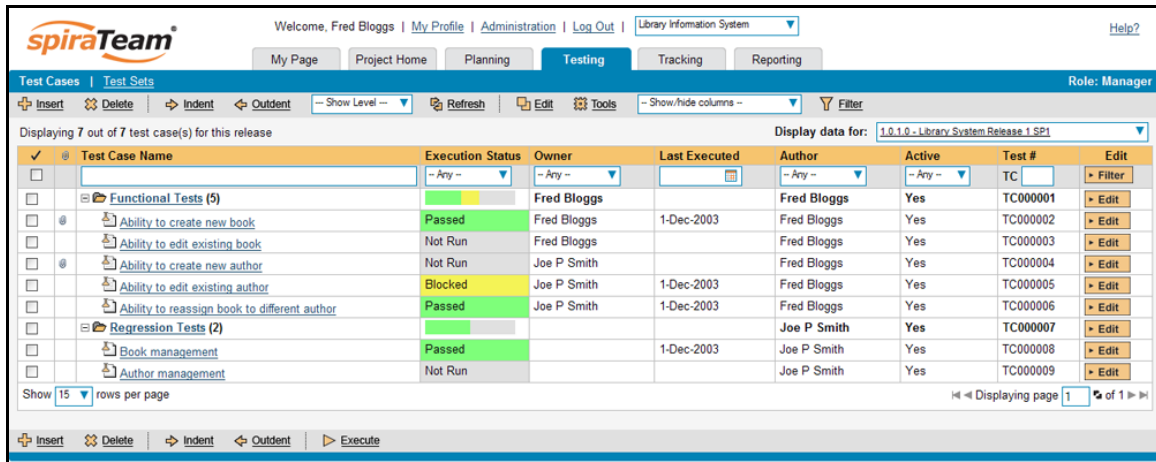 spiraTeam
Welcome, Fred Bloggs | My Profile | Administration | Log Out | Library Information System
Help?
My Page Project Home Planning Testing Tracking Reporting
Test Cases | Test Sets Role: Manager
Insert Delete Indent Outdent -- Show Level -- Refresh Edit Tools -- Show/hide columns -- Filter
Displaying 7 out of 7 test case(s) for this release Display data for: 1.0.1.0 - Library System Release 1 SP1
Test Case Name Execution Status Owner Last Executed Author Active Test # Edit
-- Any -- -- Any -- -- Any -- -- Any -- TC Filter
Functional Tests (5) Fred Bloggs Fred Bloggs Yes TC000001 Edit
Ability to create new book Passed Fred Bloggs 1-Dec-2003 Fred Bloggs Yes TC000002 Edit
Ability to edit existing book Not Run Fred Bloggs Fred Bloggs Yes TC000003 Edit
Ability to create new author Not Run Joe P Smith Fred Bloggs Yes TC000004 Edit
Ability to edit existing author Blocked Joe P Smith 1-Dec-2003 Fred Bloggs Yes TC000005 Edit
Ability to reassign book to different author Passed Joe P Smith 1-Dec-2003 Fred Bloggs Yes TC000006 Edit
Regression Tests (2) Joe P Smith Yes TC000007 Edit
Book management Passed 1-Dec-2003 Joe P Smith Yes TC000008 Edit
Author management Not Run Joe P Smith Yes TC000009 Edit
Show 15 rows per page Displaying page 1 of 1
Insert Delete Indent Outdent Execute